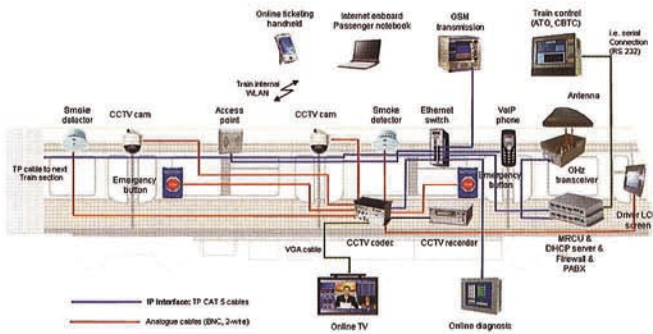 Online ticketing
handheld
Internet onboard
Passenger notebook
GSM
transmission
Train control
(ATO, CBTC)
i.e. serial
Connection
(RS 232)
Train internal
WLAN
Antenna
Smoke
detector
CCTV cam
Access
point
CCTV cam
Smoke
detector
Ethernet
switch
VoIP
phone
TP cable to next
Train section
Emergency
button
Emergency
button
GHz
transceiver
Driver LCD
screen
VGA cable
CCTV codec
CCTV recorder
MRCU &
DHCP server &
Firewall &
PABX
IP Interface: TP CAT 5 cables
Analogue cables (BNC, 2-wire)
Online TV
Online diagnosis